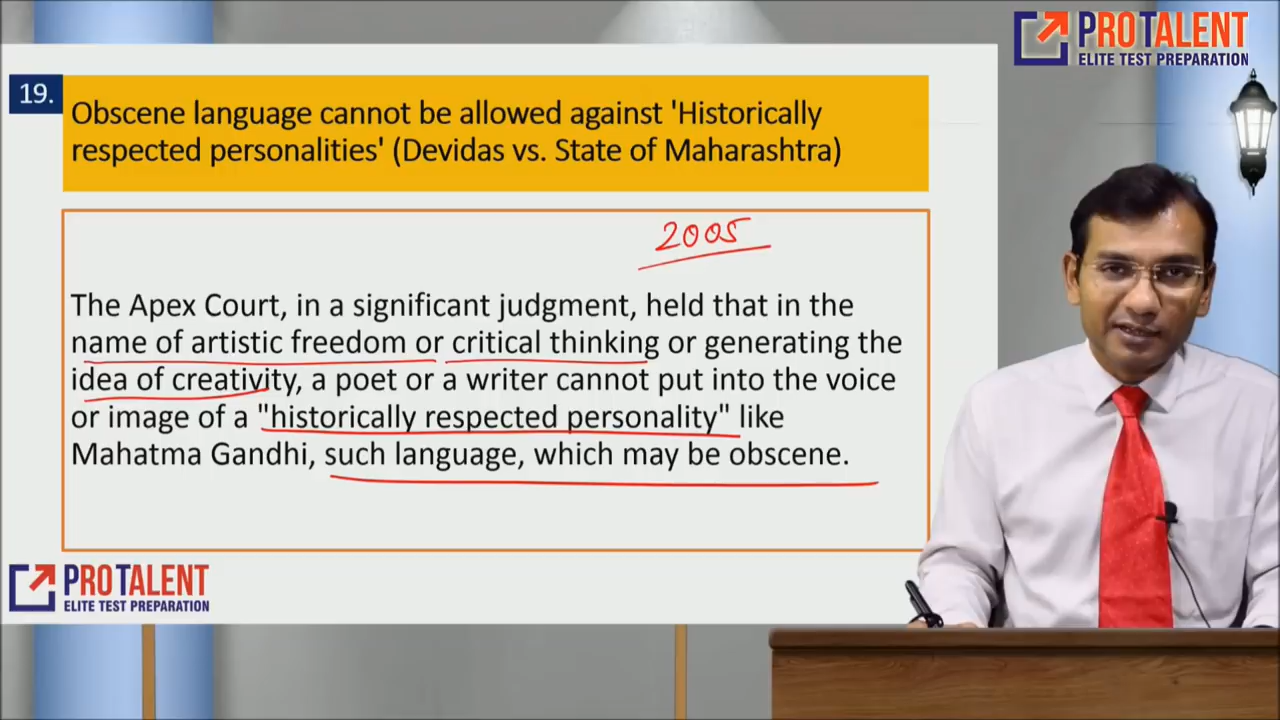 PROTALENT
ELITE TEST PREPARATION
19.
Obscene language cannot be allowed against 'Historically
respected personalities' (Devidas vs. State of Maharashtra)
2005
The Apex Court, in a significant judgment, held that in the
name of artistic freedom or critical thinking or generating the
idea of creativity, a poet or a writer cannot put into the voice
or image of a "historically respected personality" like
Mahatma Gandhi, such language, which may be obscene.
PROTALENT
ELITE TEST PREPARATION